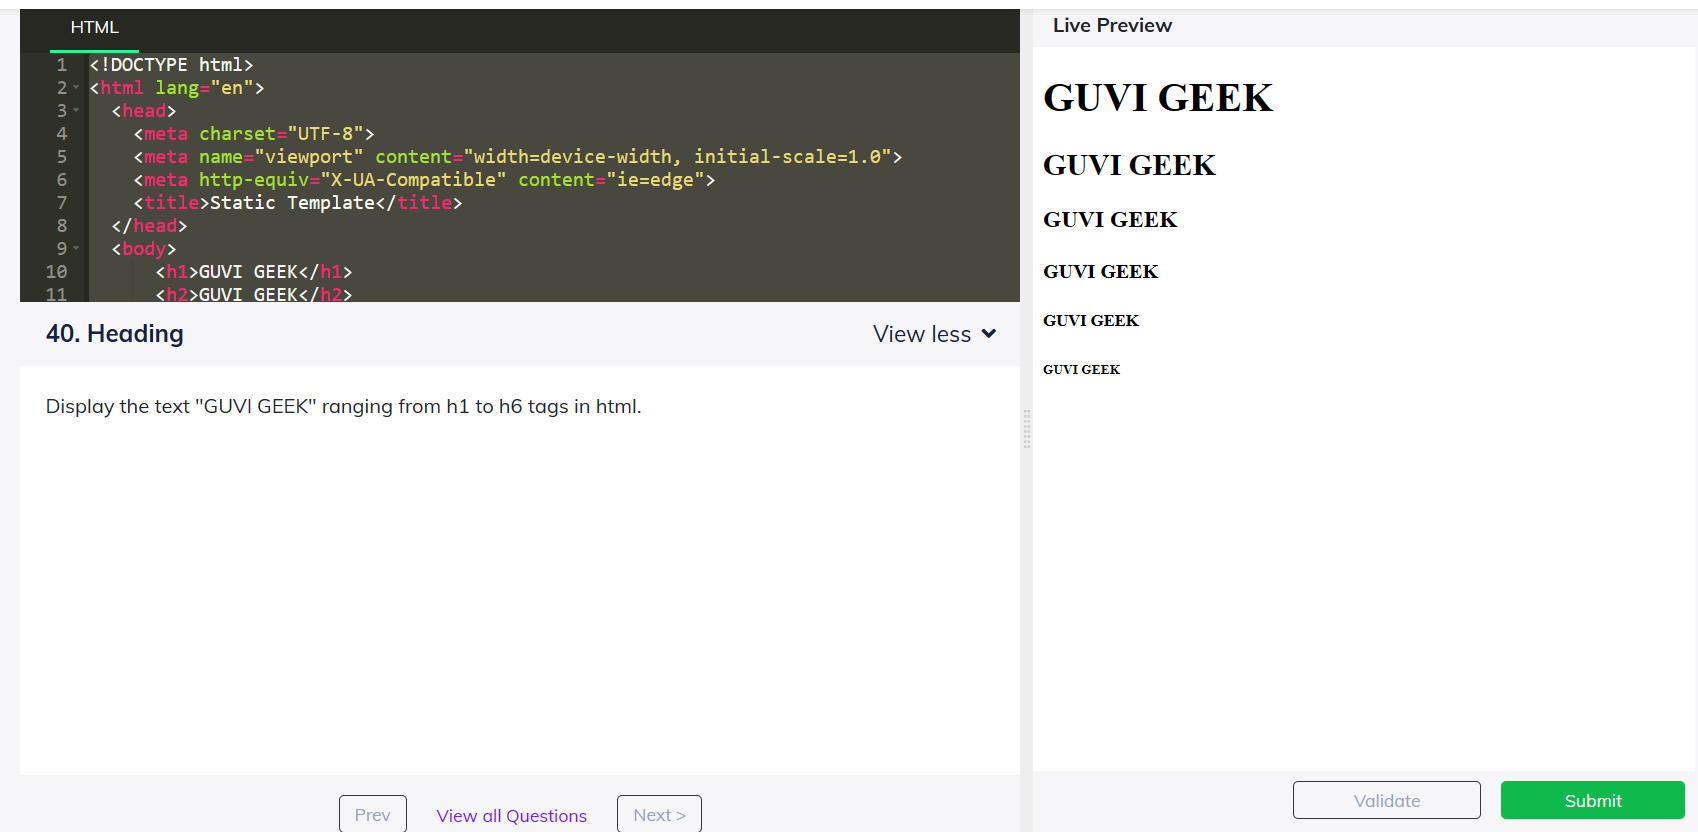 HTML
1 <!DOCTYPE html>
2 <html lang="en">
3 <head>
4 <meta charset="UTF-8">
5 <meta name="viewport" content="width=device-width, initial-scale=1.0">
6 <meta http-equiv="X-UA-Compatible" content="ie=edge">
7 <title>Static Template</title>
8 </head>
9 <body>
10 <h1>GUVI GEEK</h1>
11 <h2>GUVI GEEK</h2>
40. Heading
View less
Display the text "GUVI GEEK" ranging from h1 to h6 tags in html.
Prev
View all Questions
Next >
Live Preview
GUVI GEEK
GUVI GEEK
GUVI GEEK
GUVI GEEK
GUVI GEEK
GUVI GEEK
Validate
Submit